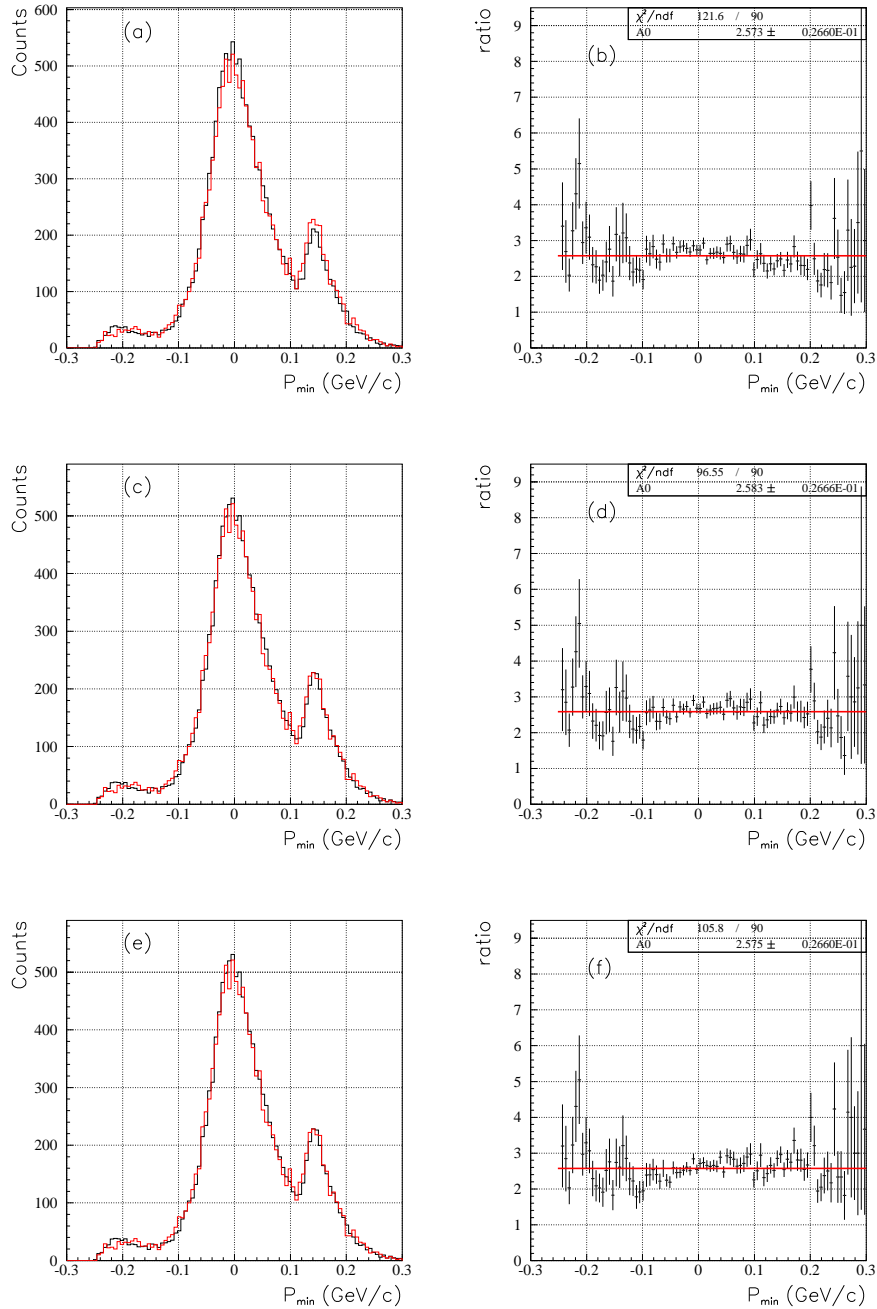 Counts
(a)
600
500
400
300
200
100
0
-0.3 -0.2 -0.1 0 0.1 0.2 0.3
P_min (GeV/c)
ratio
(b)
χ²/ndf 121.6 / 90
A0 2.573 ± 0.2660E-01
9
8
7
6
5
4
3
2
1
0
-0.3 -0.2 -0.1 0 0.1 0.2 0.3
P_min (GeV/c)
Counts
(c)
500
400
300
200
100
0
-0.3 -0.2 -0.1 0 0.1 0.2 0.3
P_min (GeV/c)
ratio
(d)
χ²/ndf 96.55 / 90
A0 2.583 ± 0.2666E-01
9
8
7
6
5
4
3
2
1
0
-0.3 -0.2 -0.1 0 0.1 0.2 0.3
P_min (GeV/c)
Counts
(e)
500
400
300
200
100
0
-0.3 -0.2 -0.1 0 0.1 0.2 0.3
P_min (GeV/c)
ratio
(f)
χ²/ndf 105.8 / 90
A0 2.575 ± 0.2660E-01
9
8
7
6
5
4
3
2
1
0
-0.3 -0.2 -0.1 0 0.1 0.2 0.3
P_min (GeV/c)